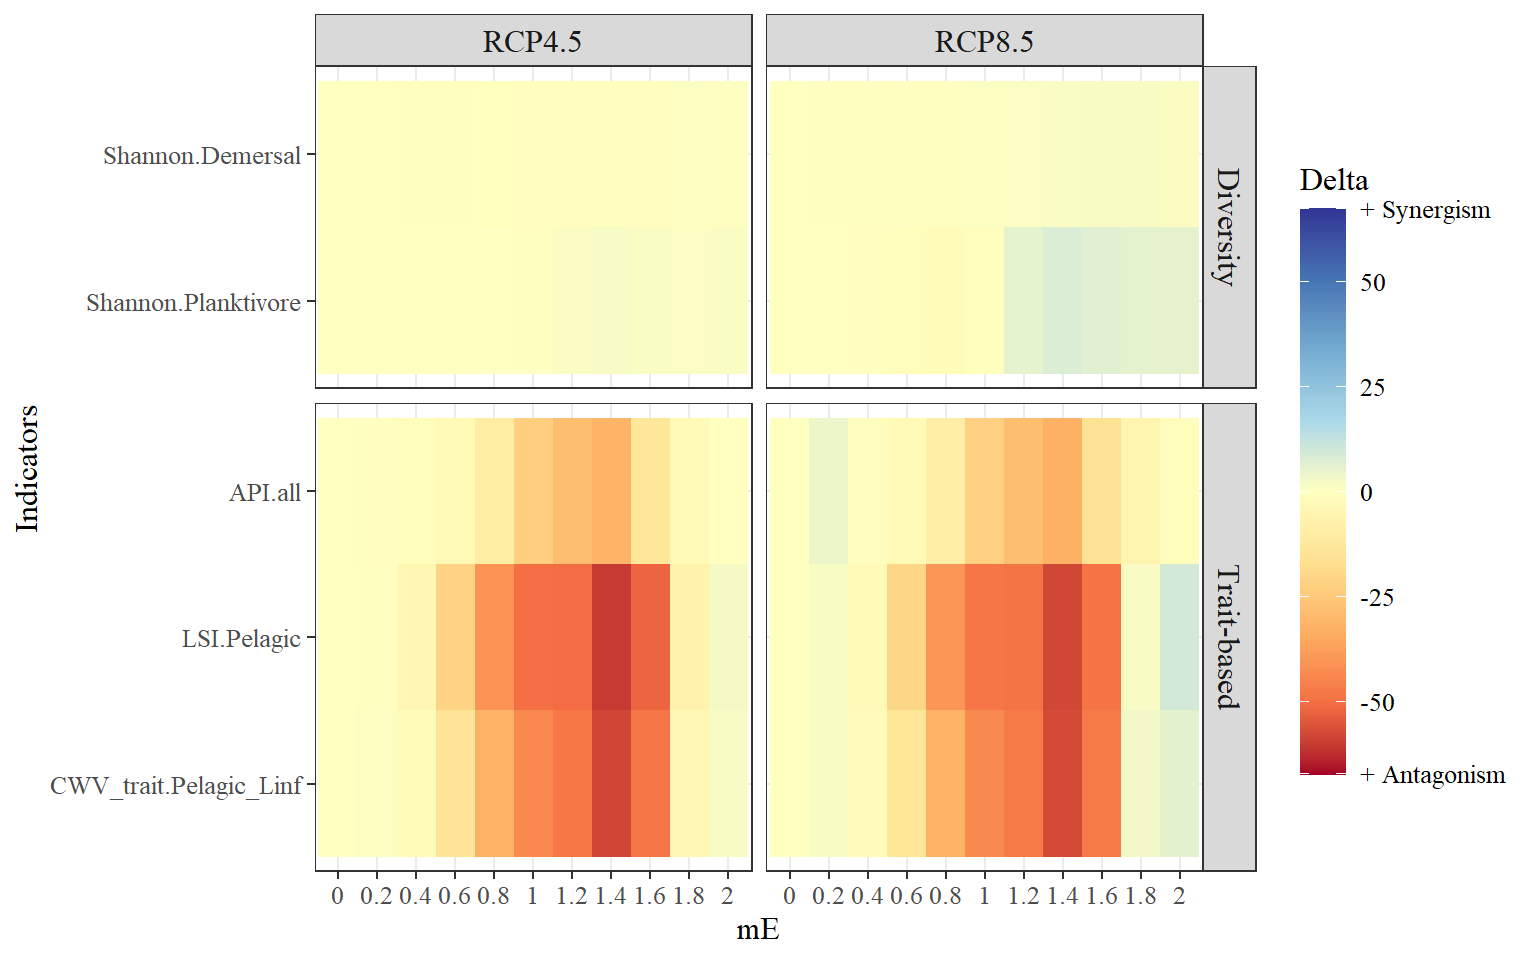 RCP4.5
RCP8.5
Shannon.Demersal
Shannon.Planktivore
Diversity
API.all
LSI.Pelagic
CWV_trait.Pelagic_Linf
Trait-based
Indicators
0 0.2 0.4 0.6 0.8 1 1.2 1.4 1.6 1.8 2
0 0.2 0.4 0.6 0.8 1 1.2 1.4 1.6 1.8 2
mE
Delta
+ Synergism
50
25
0
-25
-50
+ Antagonism